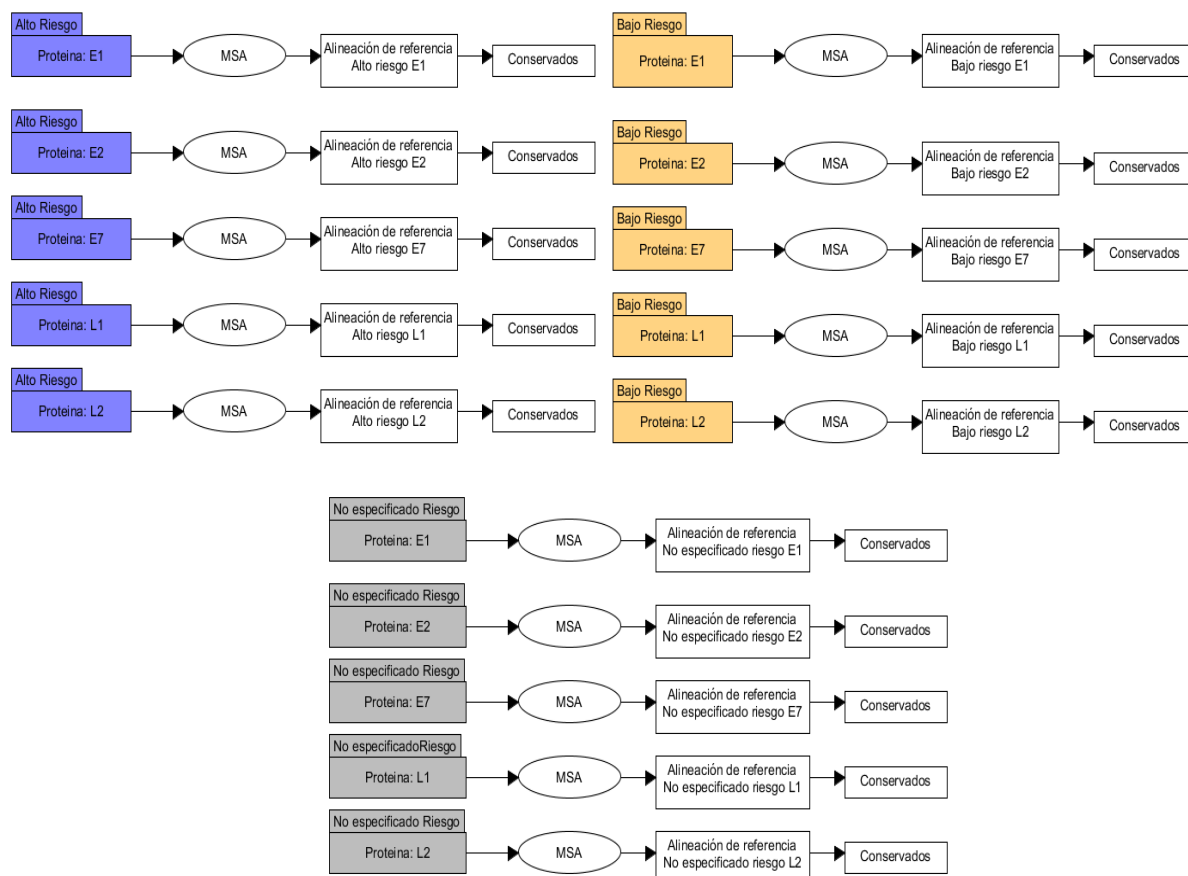 Alto Riesgo
Proteina: E1
MSA
Alineación de referencia
Alto riesgo E1
Conservados
Alto Riesgo
Proteina: E2
MSA
Alineación de referencia
Alto riesgo E2
Conservados
Alto Riesgo
Proteina: E7
MSA
Alineación de referencia
Alto riesgo E7
Conservados
Alto Riesgo
Proteina: L1
MSA
Alineación de referencia
Alto riesgo L1
Conservados
Alto Riesgo
Proteina: L2
MSA
Alineación de referencia
Alto riesgo L2
Conservados
Bajo Riesgo
Proteina: E1
MSA
Alineación de referencia
Bajo riesgo E1
Conservados
Bajo Riesgo
Proteina: E2
MSA
Alineación de referencia
Bajo riesgo E2
Conservados
Bajo Riesgo
Proteina: E7
MSA
Alineación de referencia
Bajo riesgo E7
Conservados
Bajo Riesgo
Proteina: L1
MSA
Alineación de referencia
Bajo riesgo L1
Conservados
Bajo Riesgo
Proteina: L2
MSA
Alineación de referencia
Bajo riesgo L2
Conservados
No especificado Riesgo
Proteina: E1
MSA
Alineación de referencia
No especificado riesgo E1
Conservados
No especificado Riesgo
Proteina: E2
MSA
Alineación de referencia
No especificado riesgo E2
Conservados
No especificado Riesgo
Proteina: E7
MSA
Alineación de referencia
No especificado riesgo E7
Conservados
No especificadoRiesgo
Proteina: L1
MSA
Alineación de referencia
No especificado riesgo L1
Conservados
No especificado Riesgo
Proteina: L2
MSA
Alineación de referencia
No especificado riesgo L2
Conservados